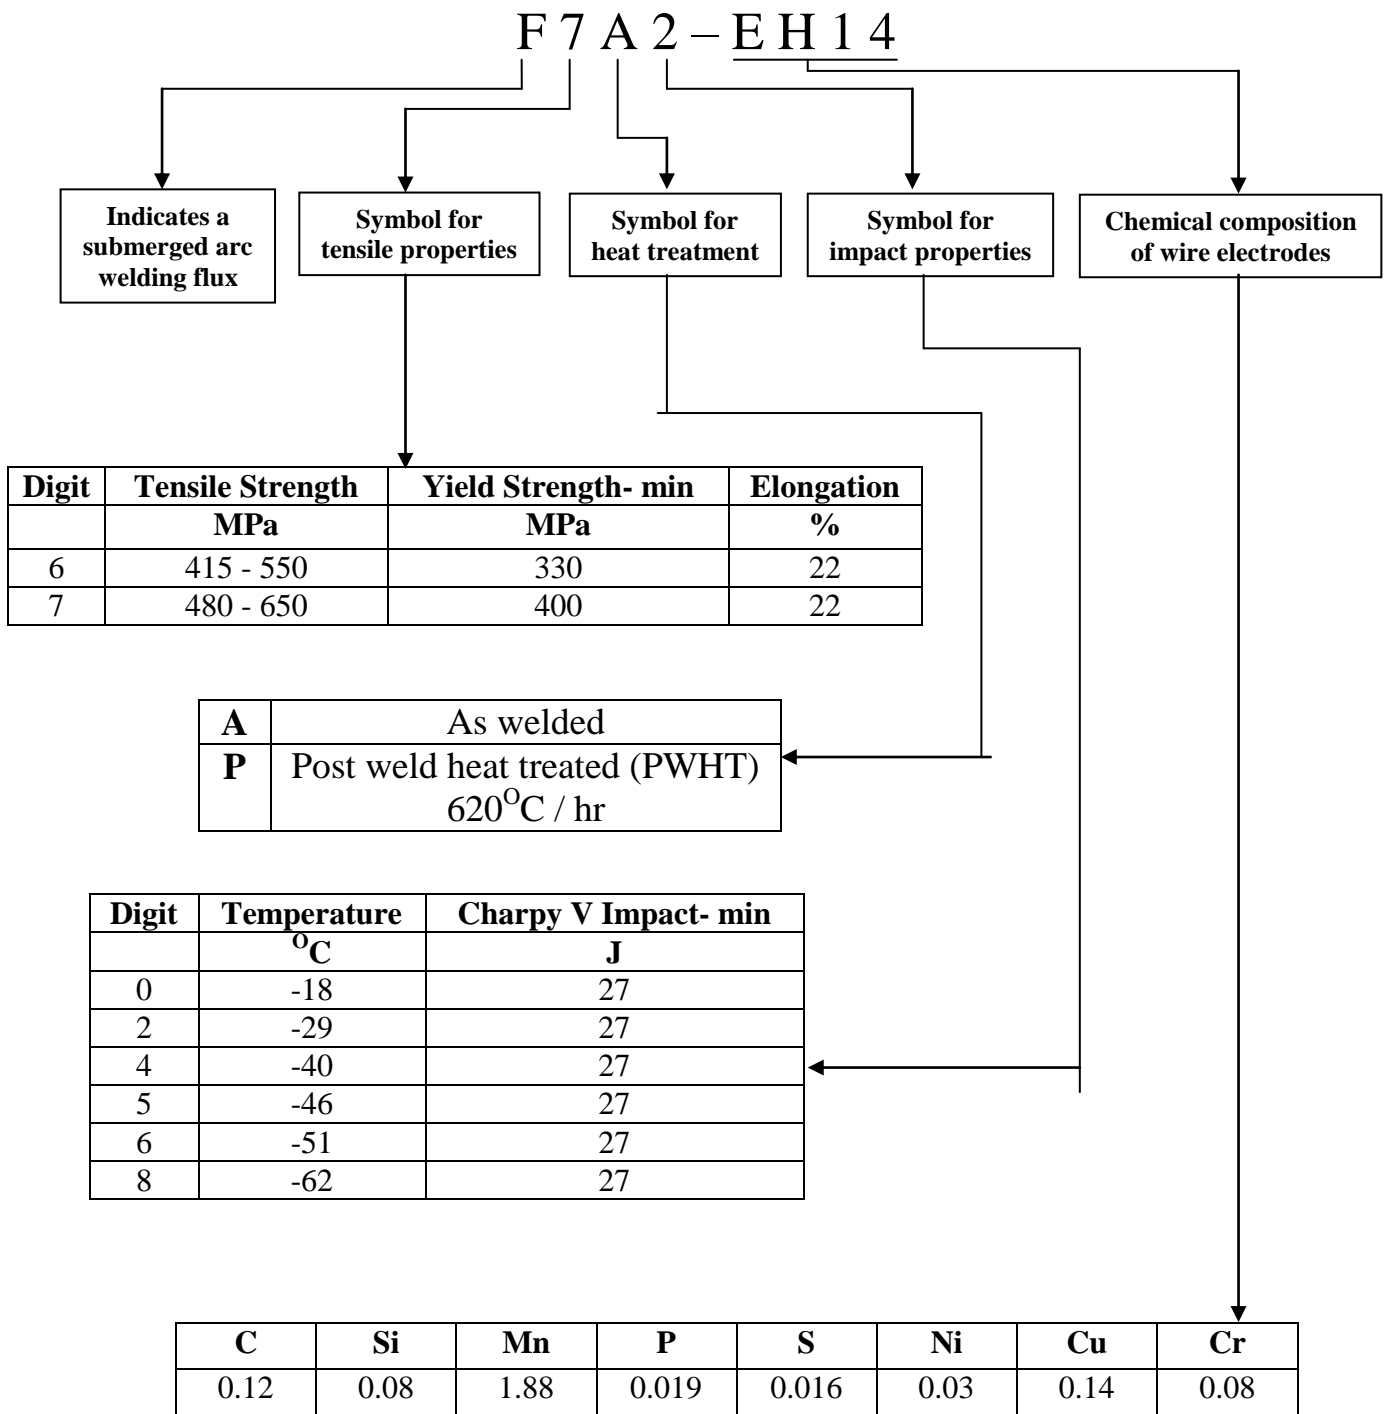 F 7 A 2 – E H 1 4
Indicates a
submerged arc
welding flux
Symbol for
tensile properties
Symbol for
heat treatment
Symbol for
impact properties
Chemical composition
of wire electrodes
Digit Tensile Strength Yield Strength- min Elongation
MPa MPa %
6 415 - 550 330 22
7 480 - 650 400 22
A As welded
P Post weld heat treated (PWHT)
620ᴼC / hr
Digit Temperature Charpy V Impact- min
ᴼC J
0 -18 27
2 -29 27
4 -40 27
5 -46 27
6 -51 27
8 -62 27
C Si Mn P S Ni Cu Cr
0.12 0.08 1.88 0.019 0.016 0.03 0.14 0.08